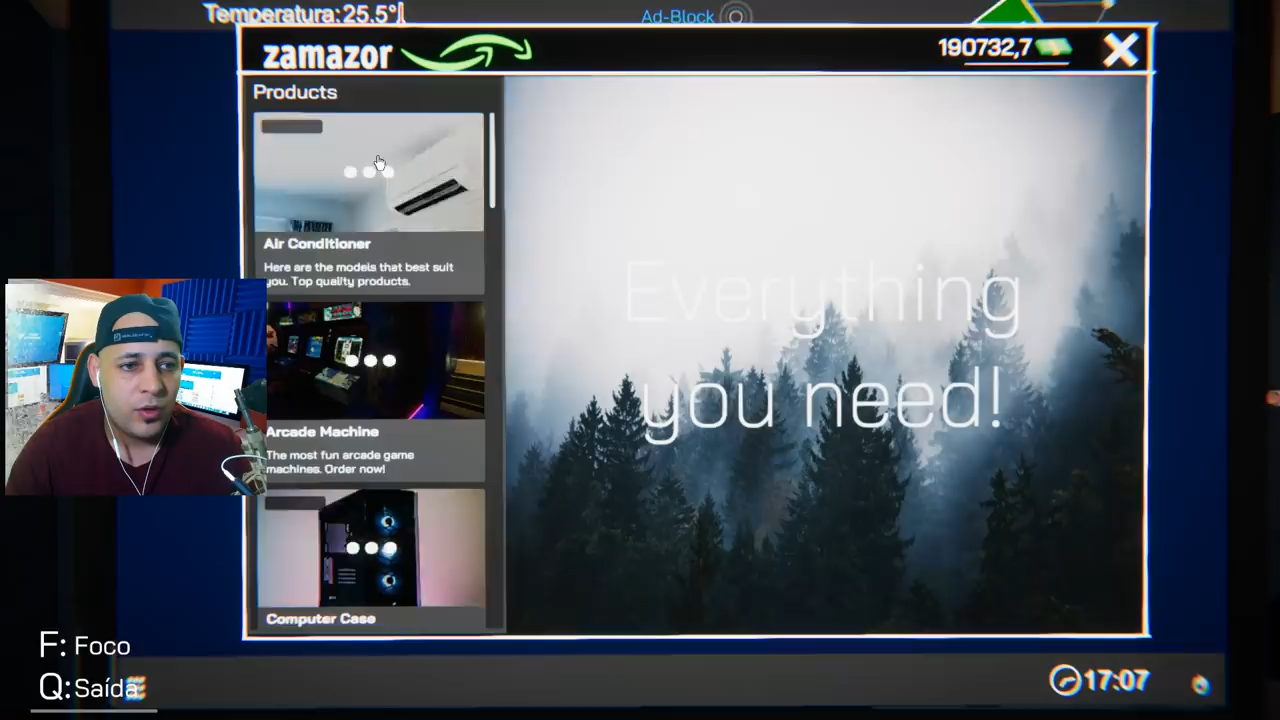 Temperatura: 25.5°
Ad-Block
zamazor
190732,7
Products
Air Conditioner
Here are the models that best suit
you. Top quality products.
Arcade Machine
The most fun arcade game
machines. Order now!
Computer Case
Everything
you need!
F: Foco
Q: Saída
17:07